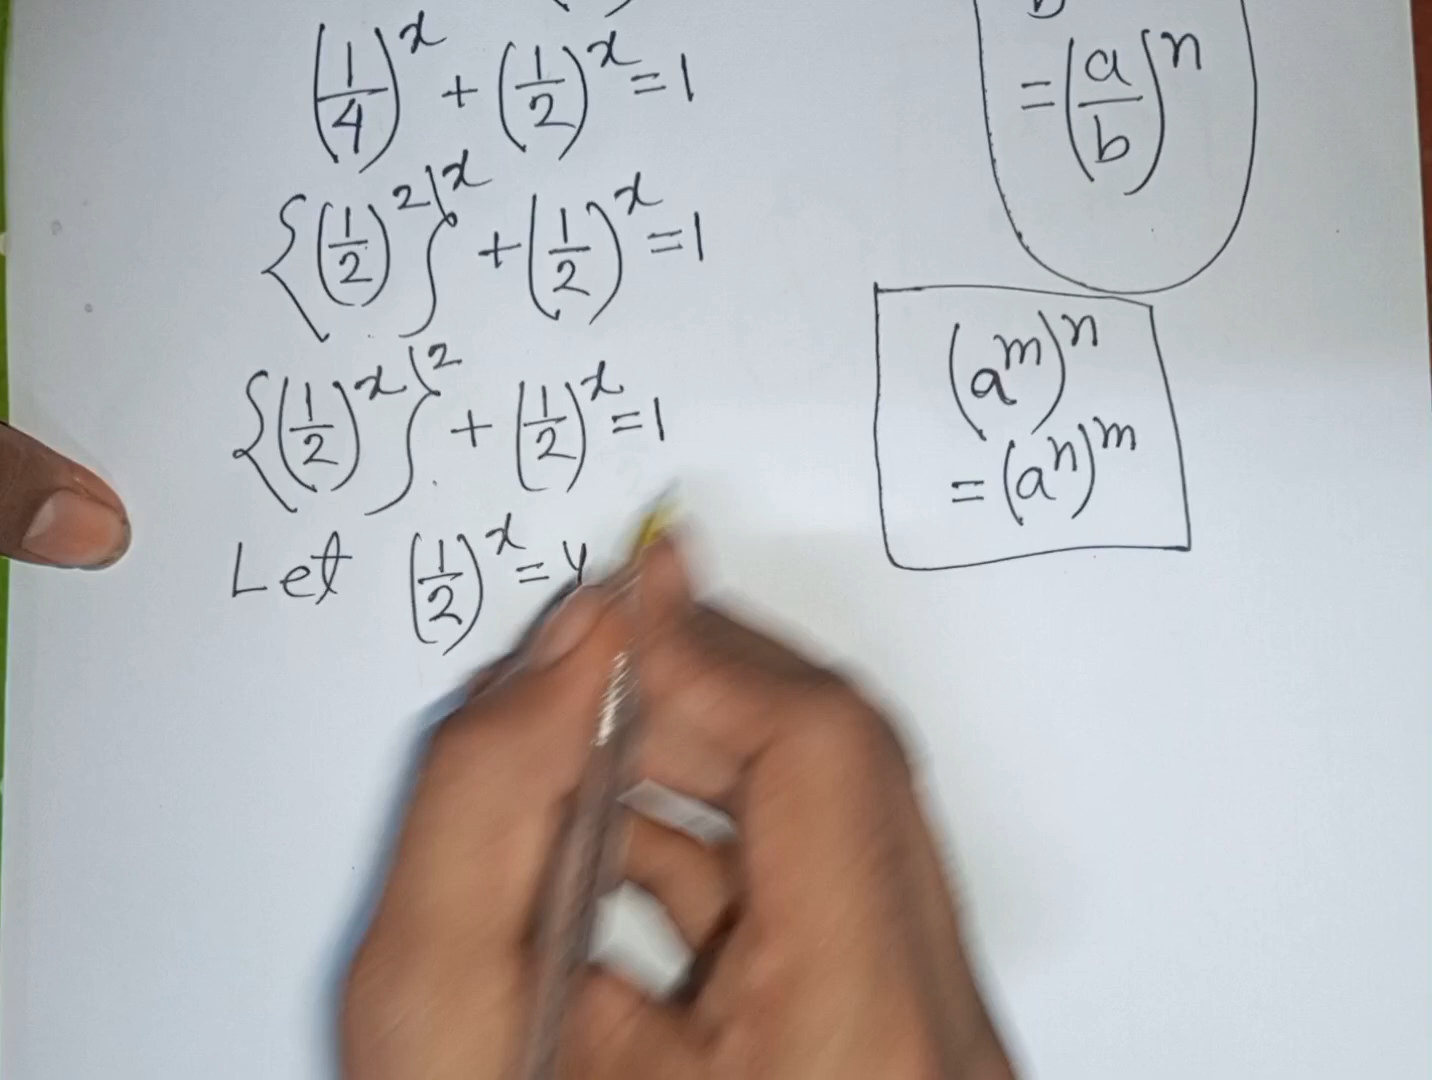 (1/4)^x + (1/2)^x = 1
{(1/2)^2}^x + (1/2)^x = 1
{(1/2)^x}^2 + (1/2)^x = 1
Let (1/2)^x = y
= (a/b)^n
(a^m)^n
= (a^n)^m